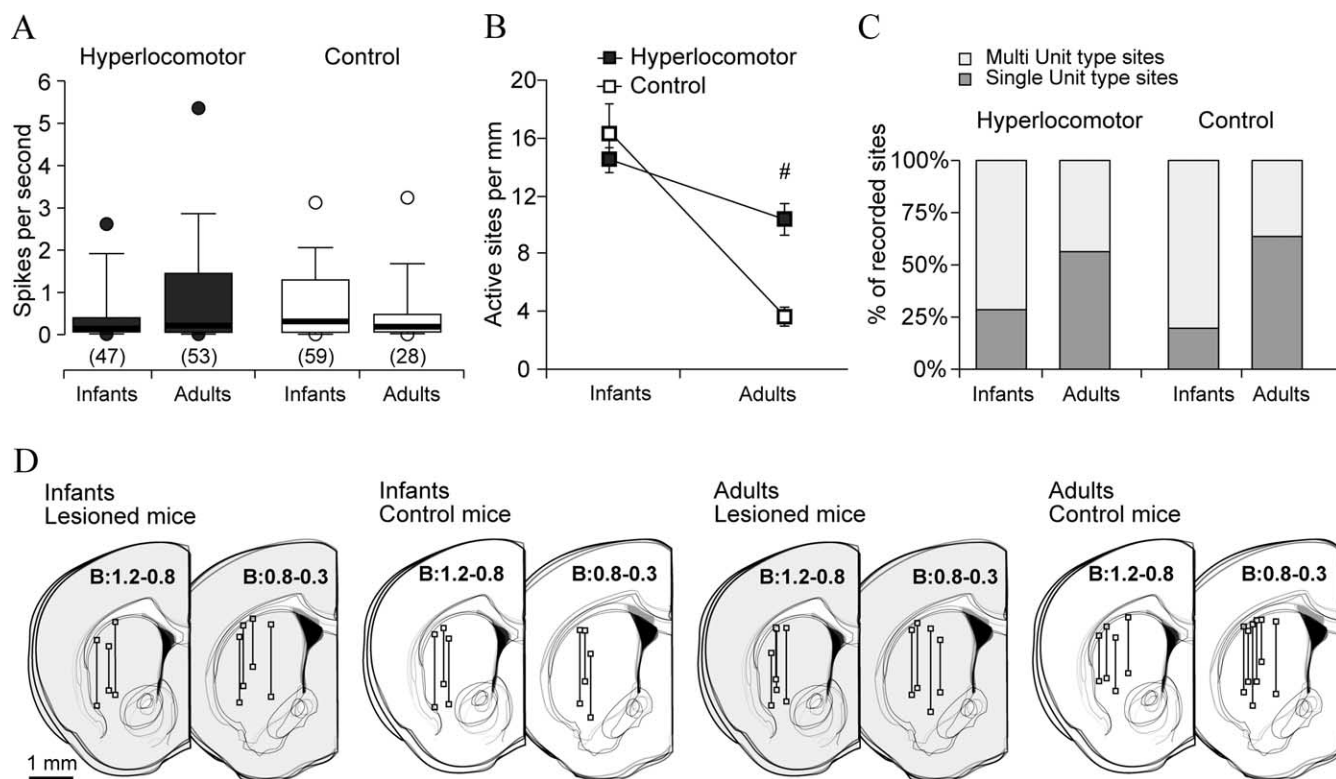 A
Hyperlocomotor Control
Spikes per second
6
5
4
3
2
1
0
(47) (53) (59) (28)
Infants Adults Infants Adults
B
Hyperlocomotor
Control
Active sites per mm
20
16
12
8
4
0
#
Infants Adults
C
Multi Unit type sites
Single Unit type sites
Hyperlocomotor Control
% of recorded sites
100%
75%
50%
25%
0%
Infants Adults Infants Adults
D
Infants
Lesioned mice
B:1.2-0.8 B:0.8-0.3
1 mm
Infants
Control mice
B:1.2-0.8 B:0.8-0.3
Adults
Lesioned mice
B:1.2-0.8 B:0.8-0.3
Adults
Control mice
B:1.2-0.8 B:0.8-0.3